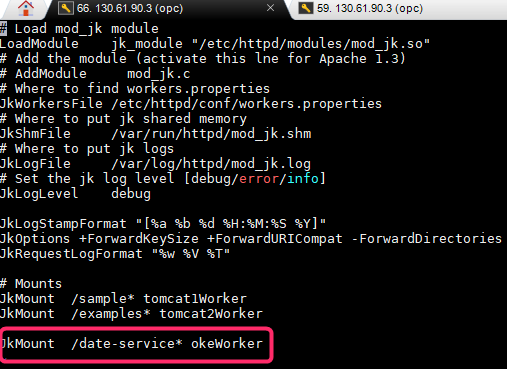 66. 130.61.90.3 (opc)
59. 130.61.90.3 (opc)
# Load mod_jk module
LoadModule    jk_module "/etc/httpd/modules/mod_jk.so"
# Add the module (activate this lne for Apache 1.3)
# AddModule     mod_jk.c
# Where to find workers.properties
JkWorkersFile /etc/httpd/conf/workers.properties
# Where to put jk shared memory
JkShmFile     /var/run/httpd/mod_jk.shm
# Where to put jk logs
JkLogFile     /var/log/httpd/mod_jk.log
# Set the jk log level [debug/error/info]
JkLogLevel    debug
JkLogStampFormat "[%a %b %d %H:%M:%S %Y]"
JkOptions +ForwardKeySize +ForwardURICompat -ForwardDirectories
JkRequestLogFormat "%w %V %T"
# Mounts
JkMount  /sample* tomcat1Worker
JkMount  /examples* tomcat2Worker
JkMount  /date-service* okeWorker